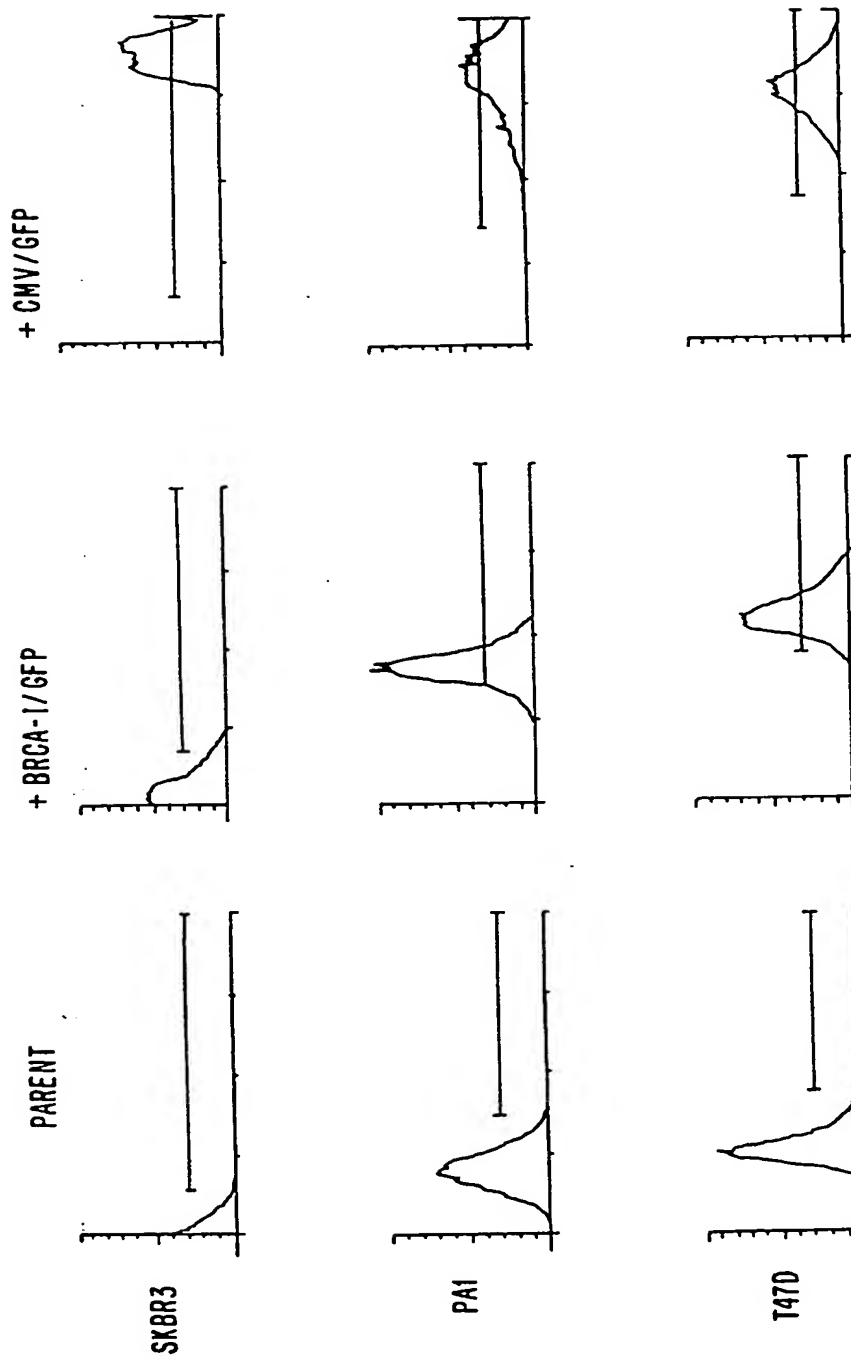 PARENT
+ BRCA-1/GFP
+ CMV/GFP
SKBR3
PA1
T47D